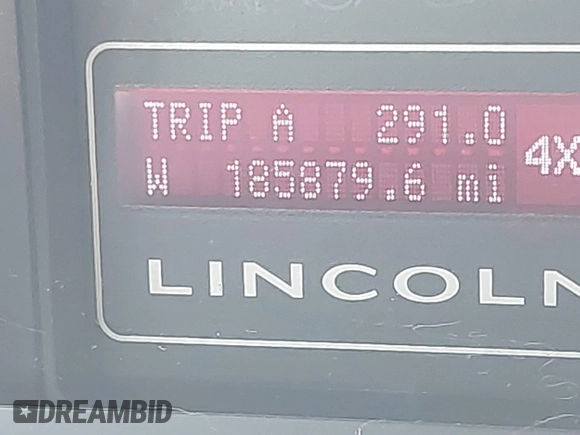 TRIP A 291.0
4X
W 185879.6 mi
LINCOLN
DREAMBID